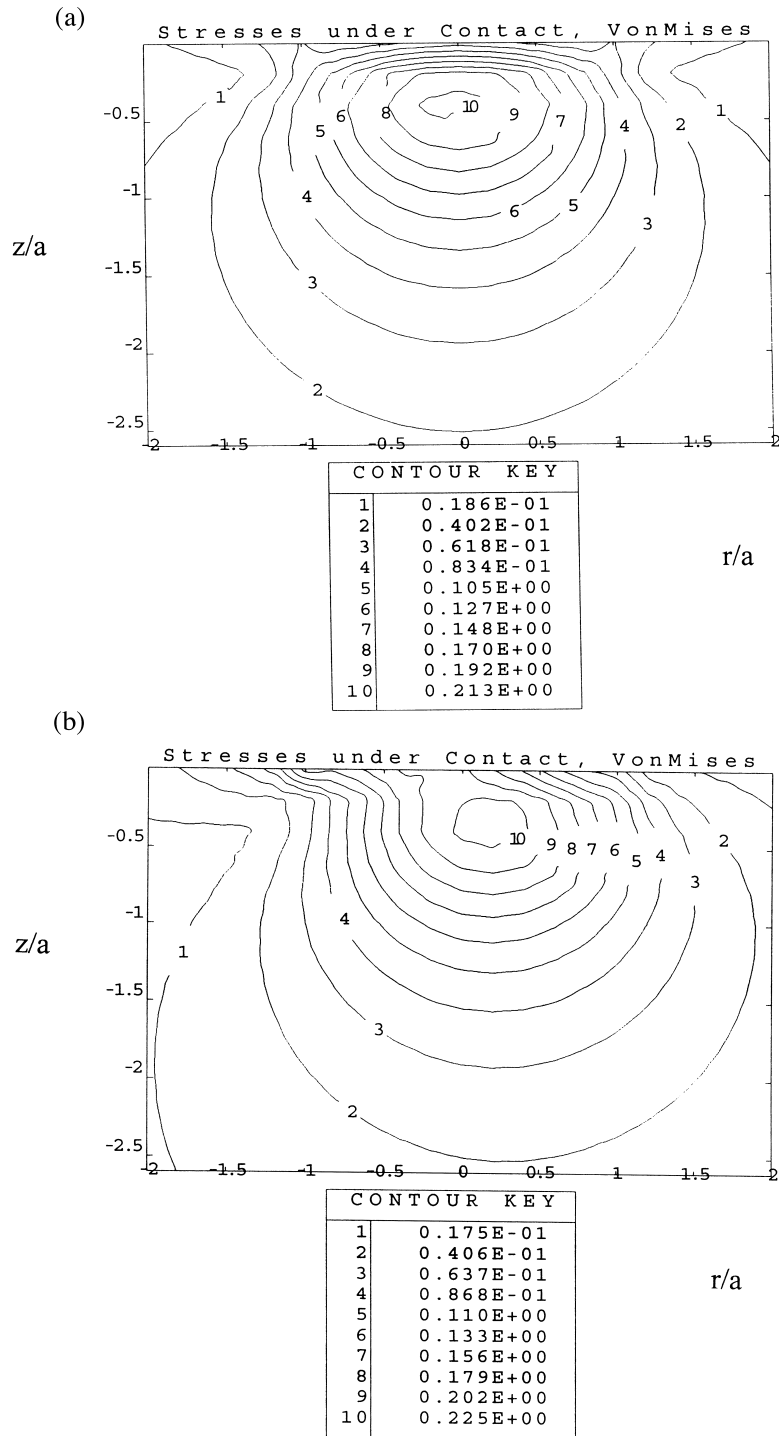 (a)
Stresses under Contact, VonMises
1 5 6 8 10 9 7 4 2 1
4 6 5 3
3
2
-0.5
-1
-1.5
-2
-2.5
z/a
-2 -1.5 -1 -0.5 0 0.5 1 1.5 2
r/a
CONTOUR KEY
1 0.186E-01
2 0.402E-01
3 0.618E-01
4 0.834E-01
5 0.105E+00
6 0.127E+00
7 0.148E+00
8 0.170E+00
9 0.192E+00
10 0.213E+00
(b)
Stresses under Contact, VonMises
10 9 8 7 6 5 4 3 2
4
1
3
2
-0.5
-1
-1.5
-2
-2.5
z/a
-2 -1.5 -1 -0.5 0 0.5 1 1.5 2
r/a
CONTOUR KEY
1 0.175E-01
2 0.406E-01
3 0.637E-01
4 0.868E-01
5 0.110E+00
6 0.133E+00
7 0.156E+00
8 0.179E+00
9 0.202E+00
10 0.225E+00